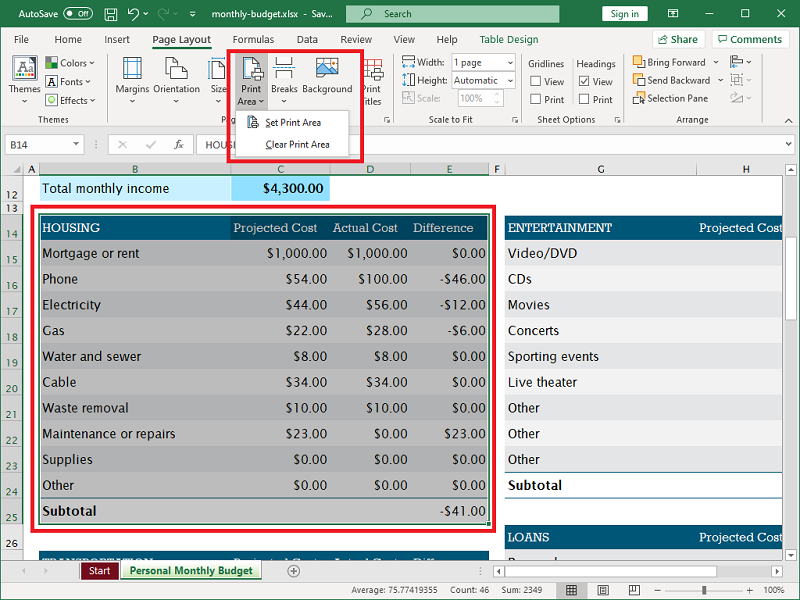 AutoSave Off monthly-budget.xlsx - Sav... Search Sign in
File Home Insert Page Layout Formulas Data Review View Help Table Design Share Comments
Themes
Colors
Fonts
Effects
Themes
Margins
Orientation
Size
Print
Area
Breaks
Background
Print
Titles
Width: 1 page
Height: Automatic
Scale: 100%
Scale to Fit
Gridlines
View
Print
Headings
View
Print
Sheet Options
Bring Forward
Send Backward
Selection Pane
Arrange
Set Print Area
Clear Print Area
B14 fx HOUSI
A B C D E F G H
12 Total monthly income $4,300.00
13
14 HOUSING Projected Cost Actual Cost Difference ENTERTAINMENT Projected Cost
15 Mortgage or rent $1,000.00 $1,000.00 $0.00 Video/DVD
16 Phone $54.00 $100.00 -$46.00 CDs
17 Electricity $44.00 $56.00 -$12.00 Movies
18 Gas $22.00 $28.00 -$6.00 Concerts
19 Water and sewer $8.00 $8.00 $0.00 Sporting events
20 Cable $34.00 $34.00 $0.00 Live theater
21 Waste removal $10.00 $10.00 $0.00 Other
22 Maintenance or repairs $23.00 $0.00 $23.00 Other
23 Supplies $0.00 $0.00 $0.00 Other
24 Other $0.00 $0.00 $0.00 Subtotal
25 Subtotal -$41.00
26 LOANS Projected Cost
Start Personal Monthly Budget
Average: 75.77419355 Count: 46 Sum: 2349 100%